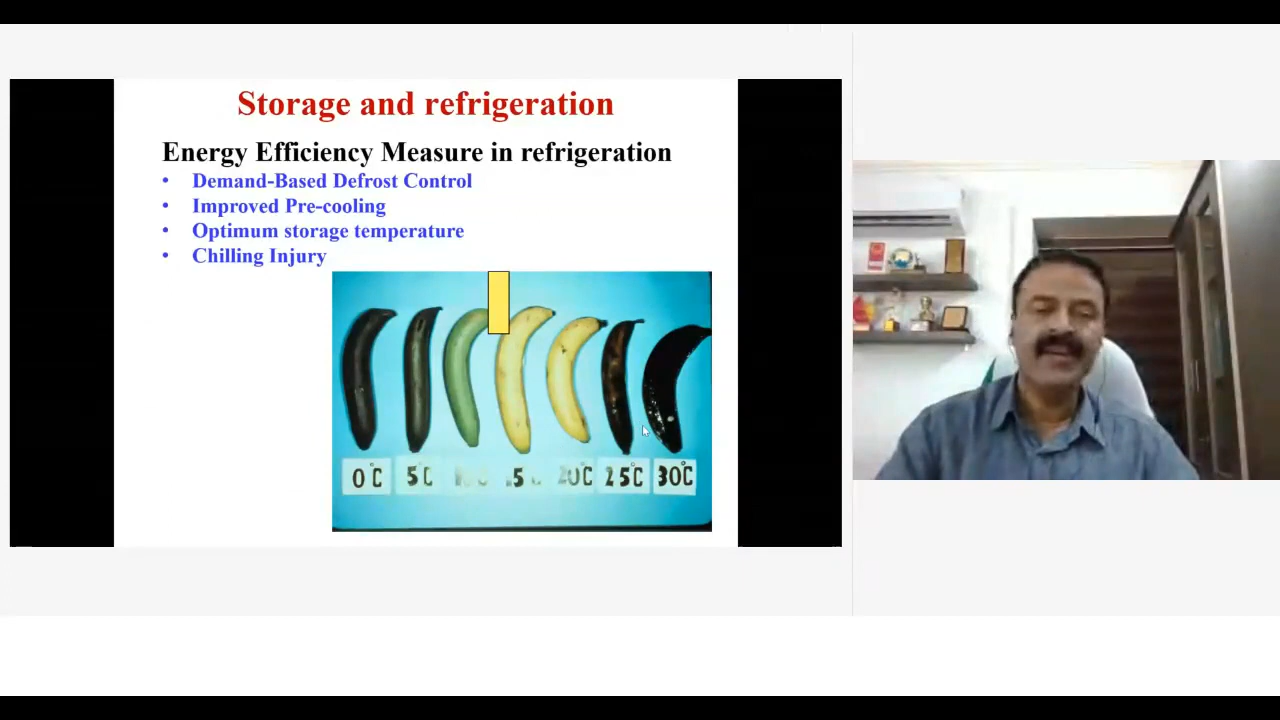 Storage and refrigeration
Energy Efficiency Measure in refrigeration
• Demand-Based Defrost Control
• Improved Pre-cooling
• Optimum storage temperature
• Chilling Injury
0°C 5°C 20°C 25°C 30°C